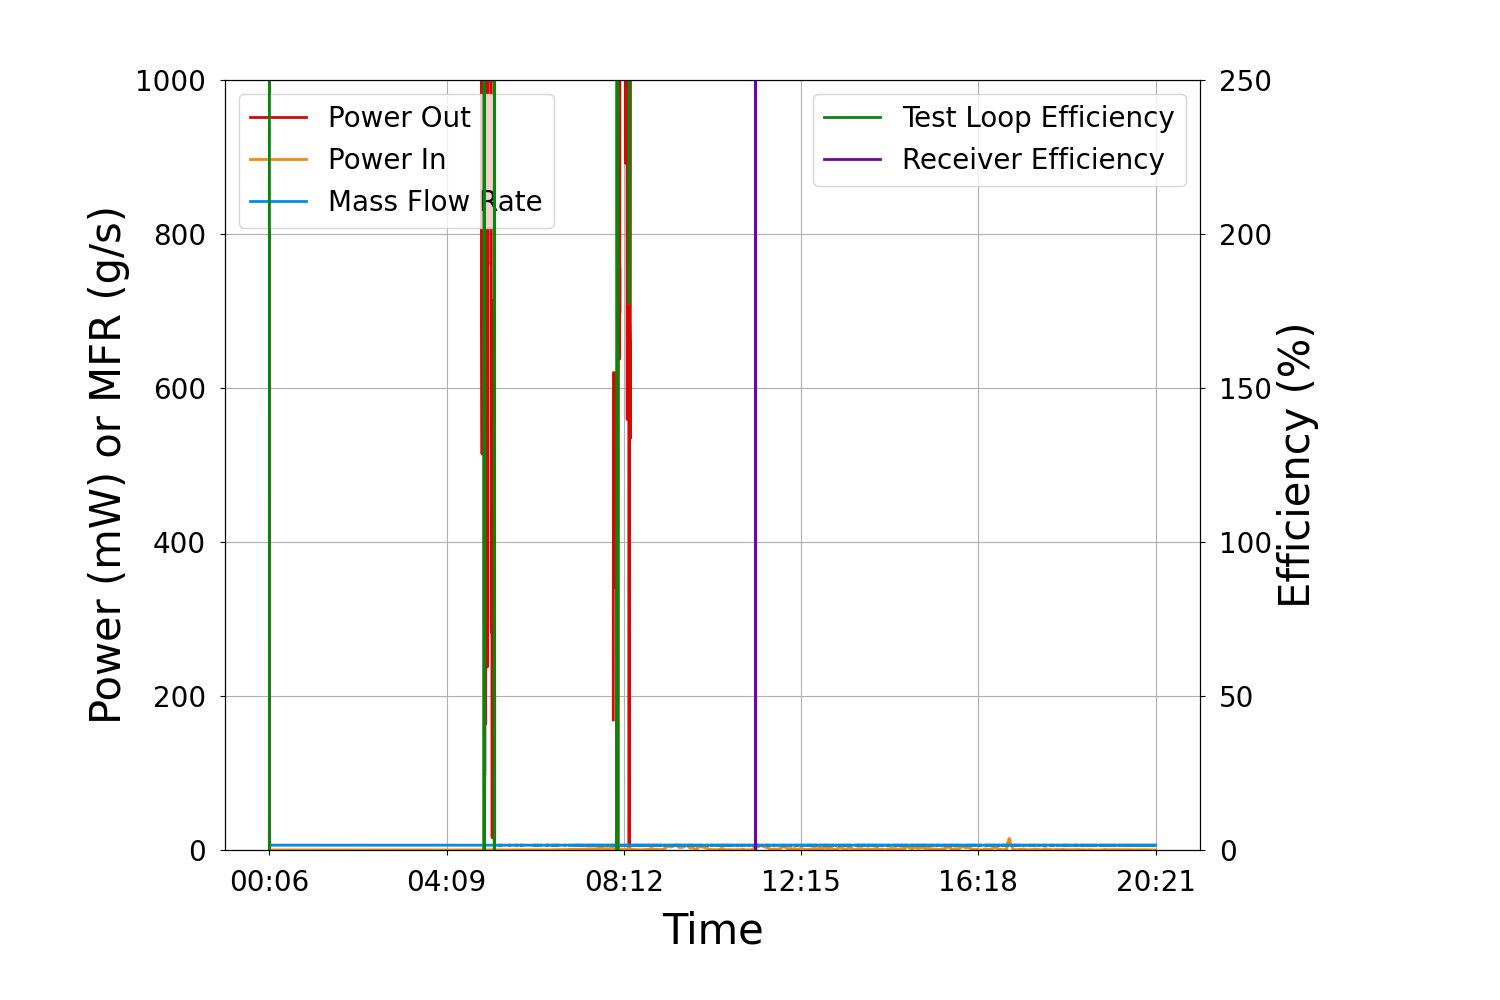 1000
800
600
400
200
0
Power (mW) or MFR (g/s)
Power Out
Power In
Mass Flow Rate
Test Loop Efficiency
Receiver Efficiency
250
200
150
100
50
0
Efficiency (%)
00:06 04:09 08:12 12:15 16:18 20:21
Time